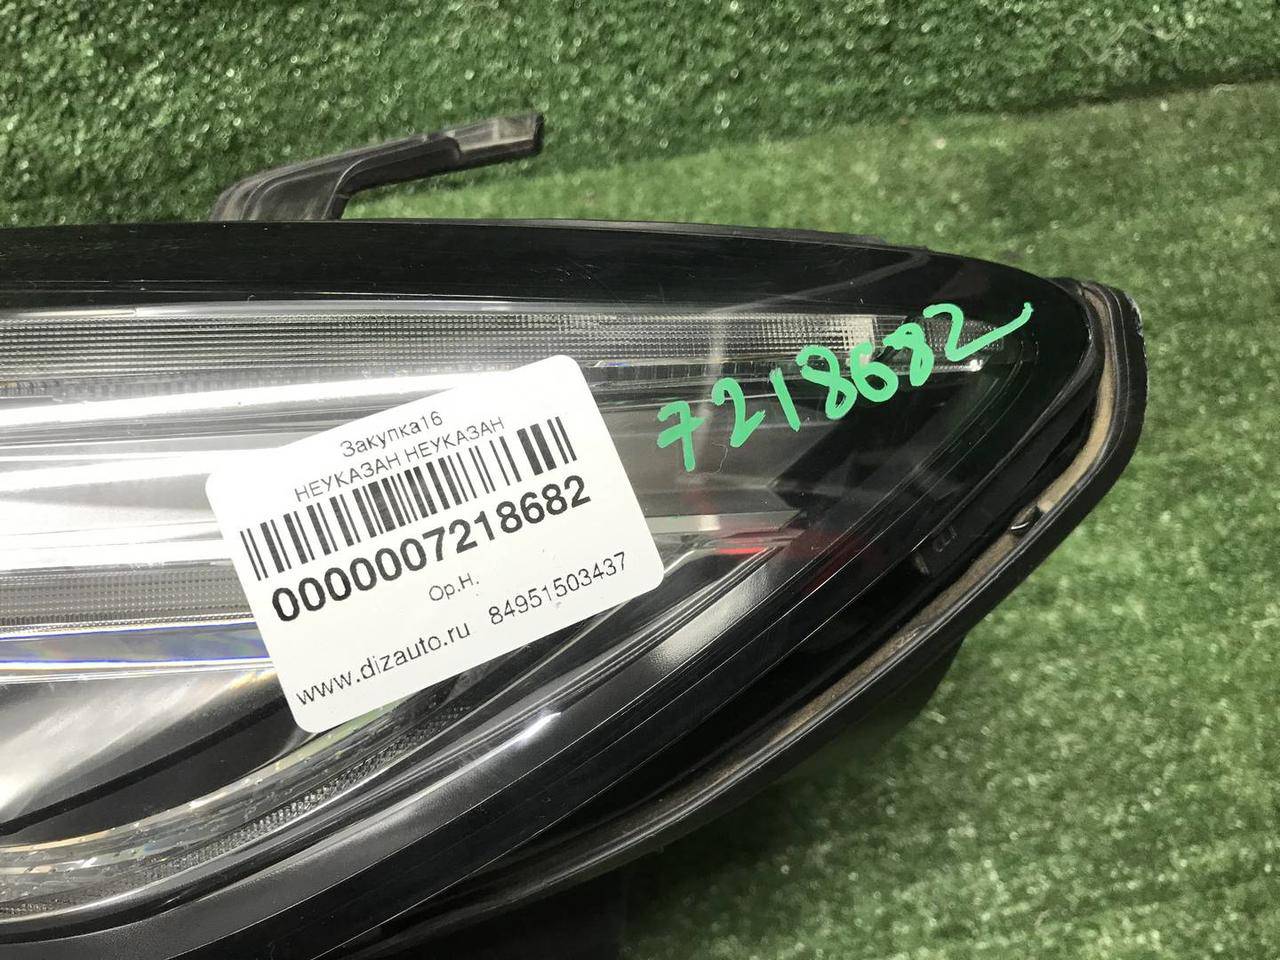 7218682
Закупка16
НЕУКАЗАН НЕУКАЗАН
0000007218682
Ор.Н.
www.dizauto.ru 84951503437